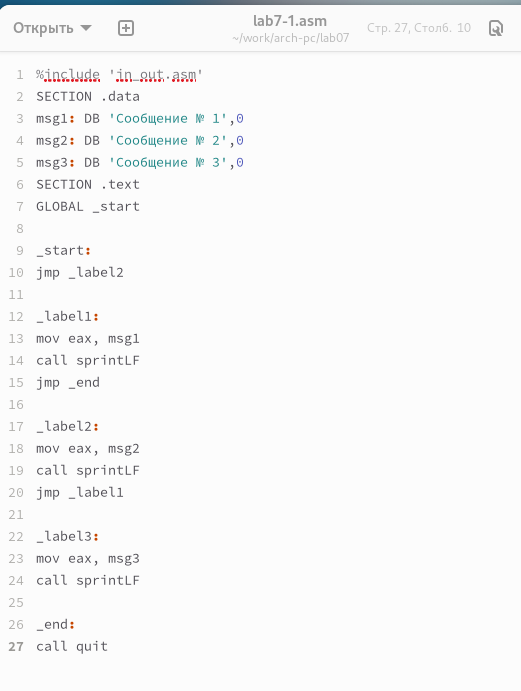 Открыть
lab7-1.asm
~/work/arch-pc/lab07
Стр. 27, Столб. 10
1 %include 'in_out.asm'
2 SECTION .data
3 msg1: DB 'Сообщение № 1',0
4 msg2: DB 'Сообщение № 2',0
5 msg3: DB 'Сообщение № 3',0
6 SECTION .text
7 GLOBAL _start
8
9 _start:
10 jmp _label2
11
12 _label1:
13 mov eax, msg1
14 call sprintLF
15 jmp _end
16
17 _label2:
18 mov eax, msg2
19 call sprintLF
20 jmp _label1
21
22 _label3:
23 mov eax, msg3
24 call sprintLF
25
26 _end:
27 call quit